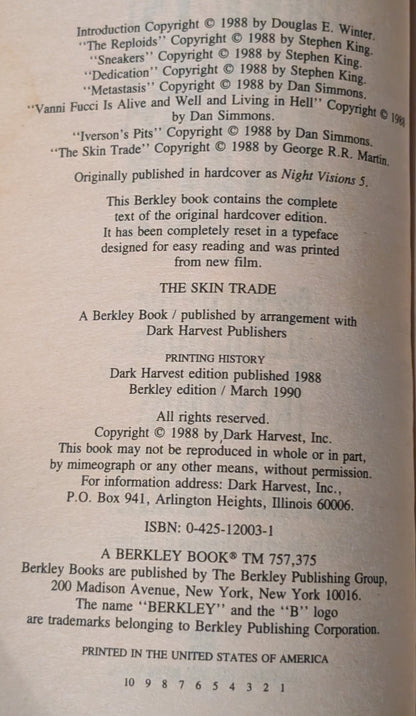 Introduction Copyright © 1988 by Douglas E. Winter.
"The Reploids" Copyright © 1988 by Stephen King.
"Sneakers" Copyright © 1988 by Stephen King.
"Dedication" Copyright © 1988 by Stephen King.
"Metastasis" Copyright © 1988 by Dan Simmons.
"Vanni Fucci Is Alive and Well and Living in Hell" Copyright © 1988
by Dan Simmons.
"Iverson's Pits" Copyright © 1988 by Dan Simmons.
"The Skin Trade" Copyright © 1988 by George R.R. Martin.
Originally published in hardcover as Night Visions 5.
This Berkley book contains the complete
text of the original hardcover edition.
It has been completely reset in a typeface
designed for easy reading and was printed
from new film.
THE SKIN TRADE
A Berkley Book / published by arrangement with
Dark Harvest Publishers
PRINTING HISTORY
Dark Harvest edition published 1988
Berkley edition / March 1990
All rights reserved.
Copyright © 1988 by Dark Harvest, Inc.
This book may not be reproduced in whole or in part,
by mimeograph or any other means, without permission.
For information address: Dark Harvest, Inc.,
P.O. Box 941, Arlington Heights, Illinois 60006.
ISBN: 0-425-12003-1
A BERKLEY BOOK® TM 757,375
Berkley Books are published by The Berkley Publishing Group,
200 Madison Avenue, New York, New York 10016.
The name "BERKLEY" and the "B" logo
are trademarks belonging to Berkley Publishing Corporation.
PRINTED IN THE UNITED STATES OF AMERICA
10 9 8 7 6 5 4 3 2 1